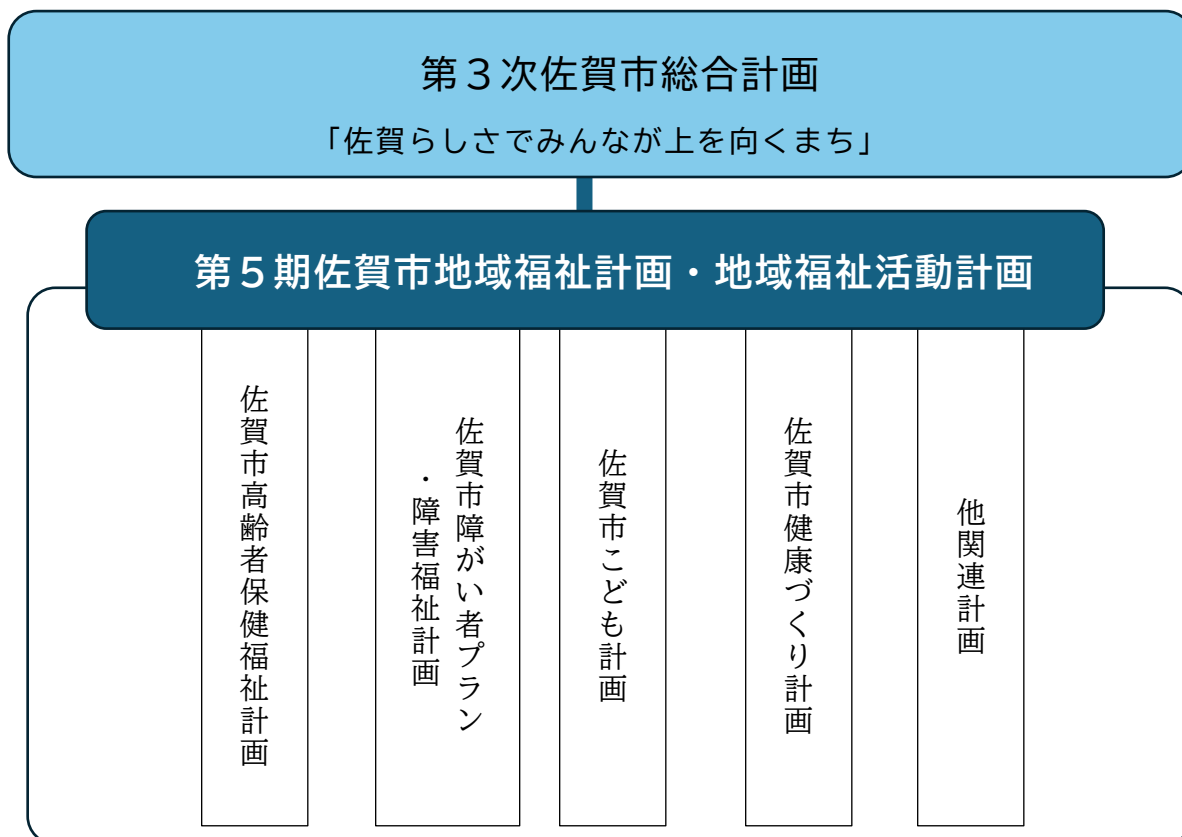 第３次佐賀市総合計画
「佐賀らしさでみんなが上を向くまち」
第５期佐賀市地域福祉計画・地域福祉活動計画
佐賀市高齢者保健福祉計画
佐賀市障がい者プラン
・障害福祉計画
佐賀市こども計画
佐賀市健康づくり計画
他関連計画